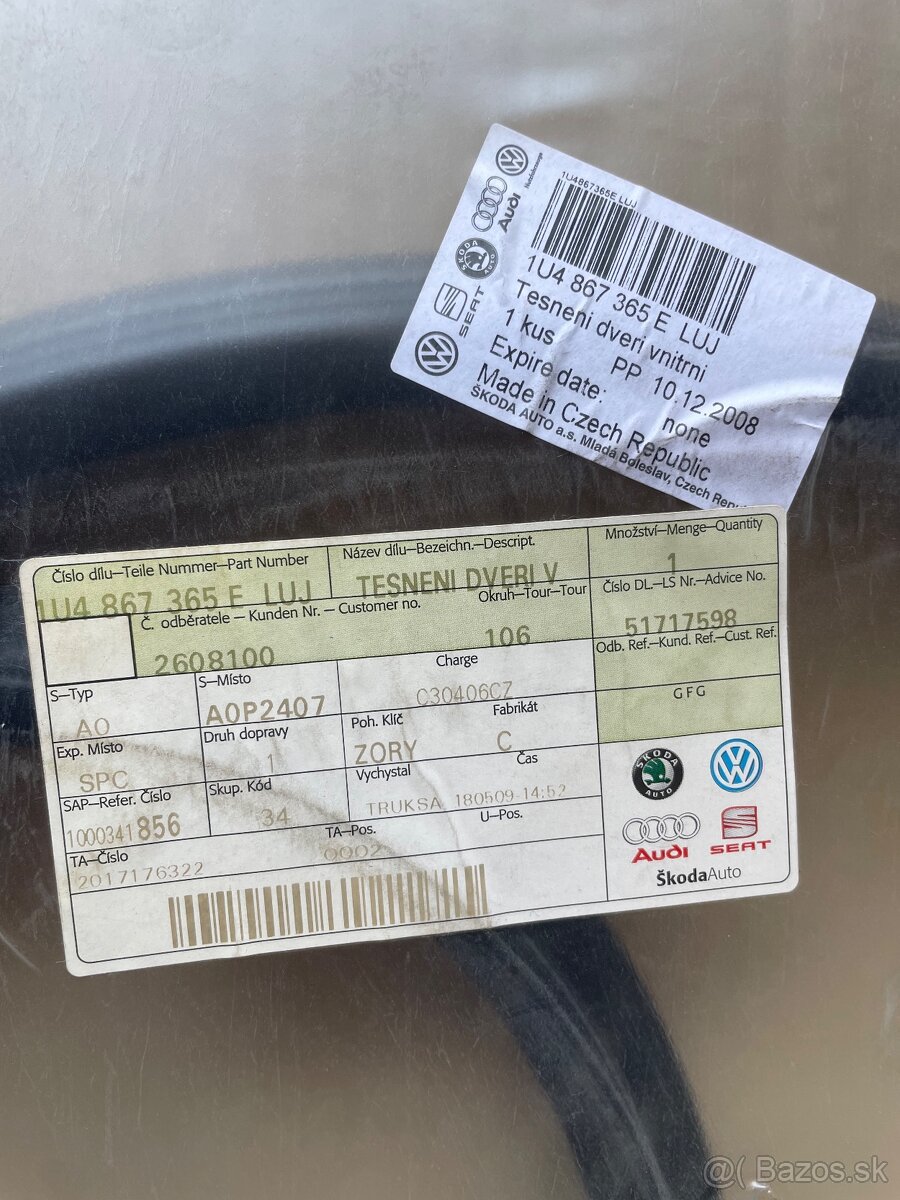 Nutzfahrzeuge
Audi
ŠKODA
AUTO
SEAT
1U4867365E LUJ
1U4 867 365 E LUJ
Tesneni dveri vnitrni
1 kus
PP 10.12.2008
Expire date: none
Made in Czech Republic
ŠKODA AUTO a.s. Mladá Boleslav, Czech
Číslo dílu–Teile Nummer–Part Number
1U4 867 365 E LUJ
Název dílu–Bezeichn.–Descript.
TESNENI DVERI V
Množství–Menge–Quantity
1
Č. odběratele – Kunden Nr. – Customer no.
2608100
Okruh–Tour–Tour
106
Číslo DL.–LS Nr.–Advice No.
51717598
Odb. Ref.–Kund. Ref.–Cust. Ref.
GFG
S–Typ
AO
S–Místo
AOP2407
Charge
030406CZ
Exp. Místo
SPC
Druh dopravy
1
Poh. Klíč
ZORY
Fabrikát
C
SAP–Refer. Číslo
1000341856
Skup. Kód
34
Vychystal
TRUKSA
Čas
180509-14:52
TA–Číslo
2017176322
TA–Pos.
0002
U–Pos.
ŠKODA
AUTO
Audi
SEAT
ŠkodaAuto
@( Bazos.sk